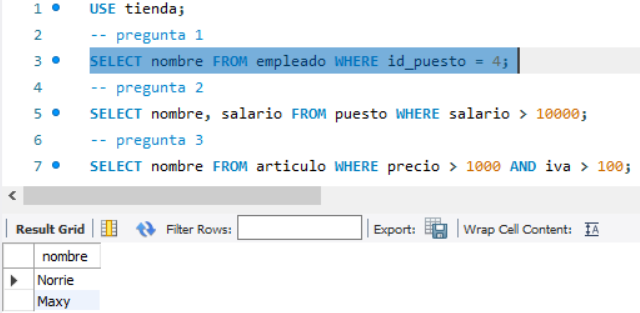 1 USE tienda;
2 -- pregunta 1
3 SELECT nombre FROM empleado WHERE id_puesto = 4;
4 -- pregunta 2
5 SELECT nombre, salario FROM puesto WHERE salario > 10000;
6 -- pregunta 3
7 SELECT nombre FROM articulo WHERE precio > 1000 AND iva > 100;
Result Grid Filter Rows: Export: Wrap Cell Content: IA
nombre
Norrie
Maxy